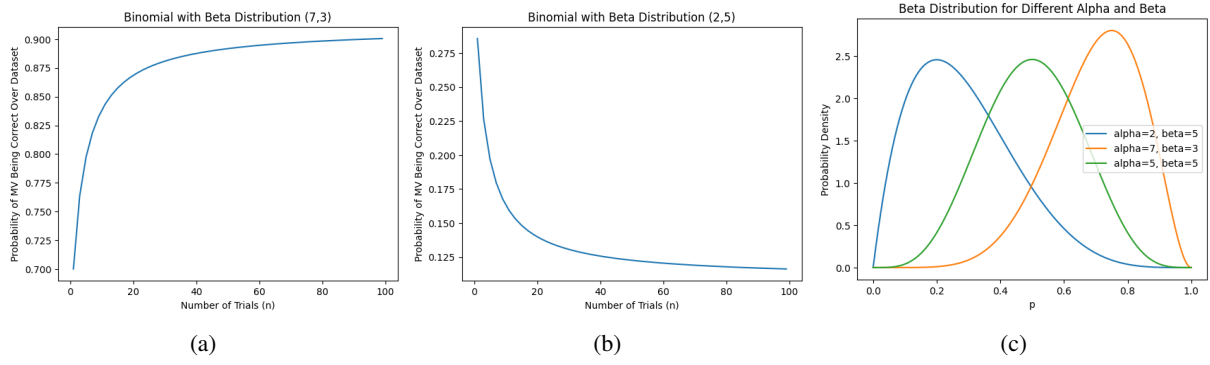 Binomial with Beta Distribution (7,3)
Probability of MV Being Correct Over Dataset
0.900
0.875
0.850
0.825
0.800
0.775
0.750
0.725
0.700
0 20 40 60 80 100
Number of Trials (n)
(a)
Binomial with Beta Distribution (2,5)
Probability of MV Being Correct Over Dataset
0.275
0.250
0.225
0.200
0.175
0.150
0.125
0 20 40 60 80 100
Number of Trials (n)
(b)
Beta Distribution for Different Alpha and Beta
Probability Density
2.5
2.0
1.5
1.0
0.5
0.0
alpha=2, beta=5
alpha=7, beta=3
alpha=5, beta=5
0.0 0.2 0.4 0.6 0.8 1.0
p
(c)